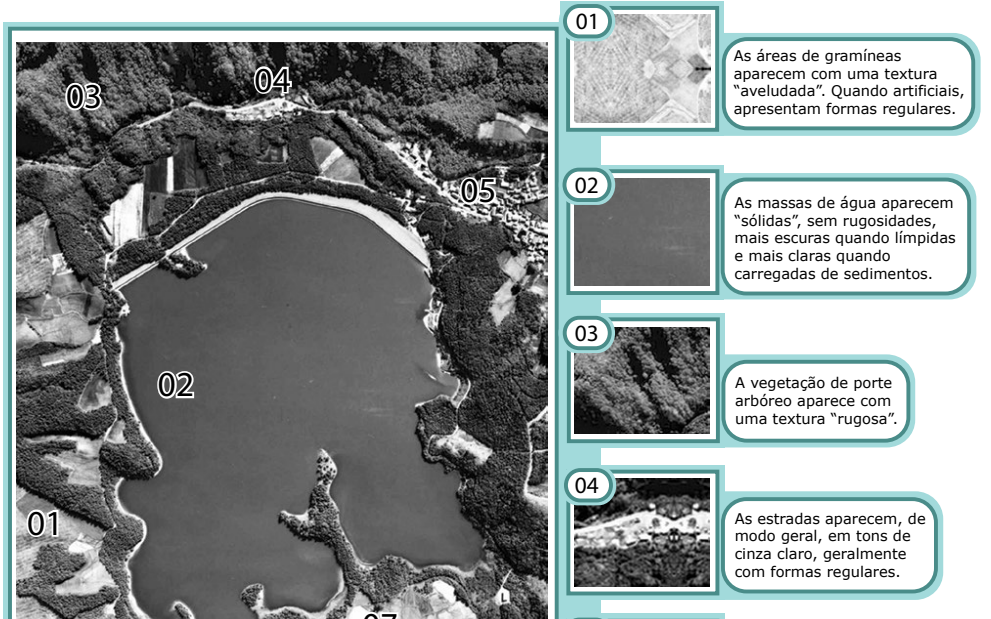 03
04
05
02
01
07
01
As áreas de gramíneas
aparecem com uma textura
“aveludada”. Quando artificiais,
apresentam formas regulares.
02
As massas de água aparecem
“sólidas”, sem rugosidades,
mais escuras quando límpidas
e mais claras quando
carregadas de sedimentos.
03
A vegetação de porte
arbóreo aparece com
uma textura “rugosa”.
04
As estradas aparecem, de
modo geral, em tons de
cinza claro, geralmente
com formas regulares.